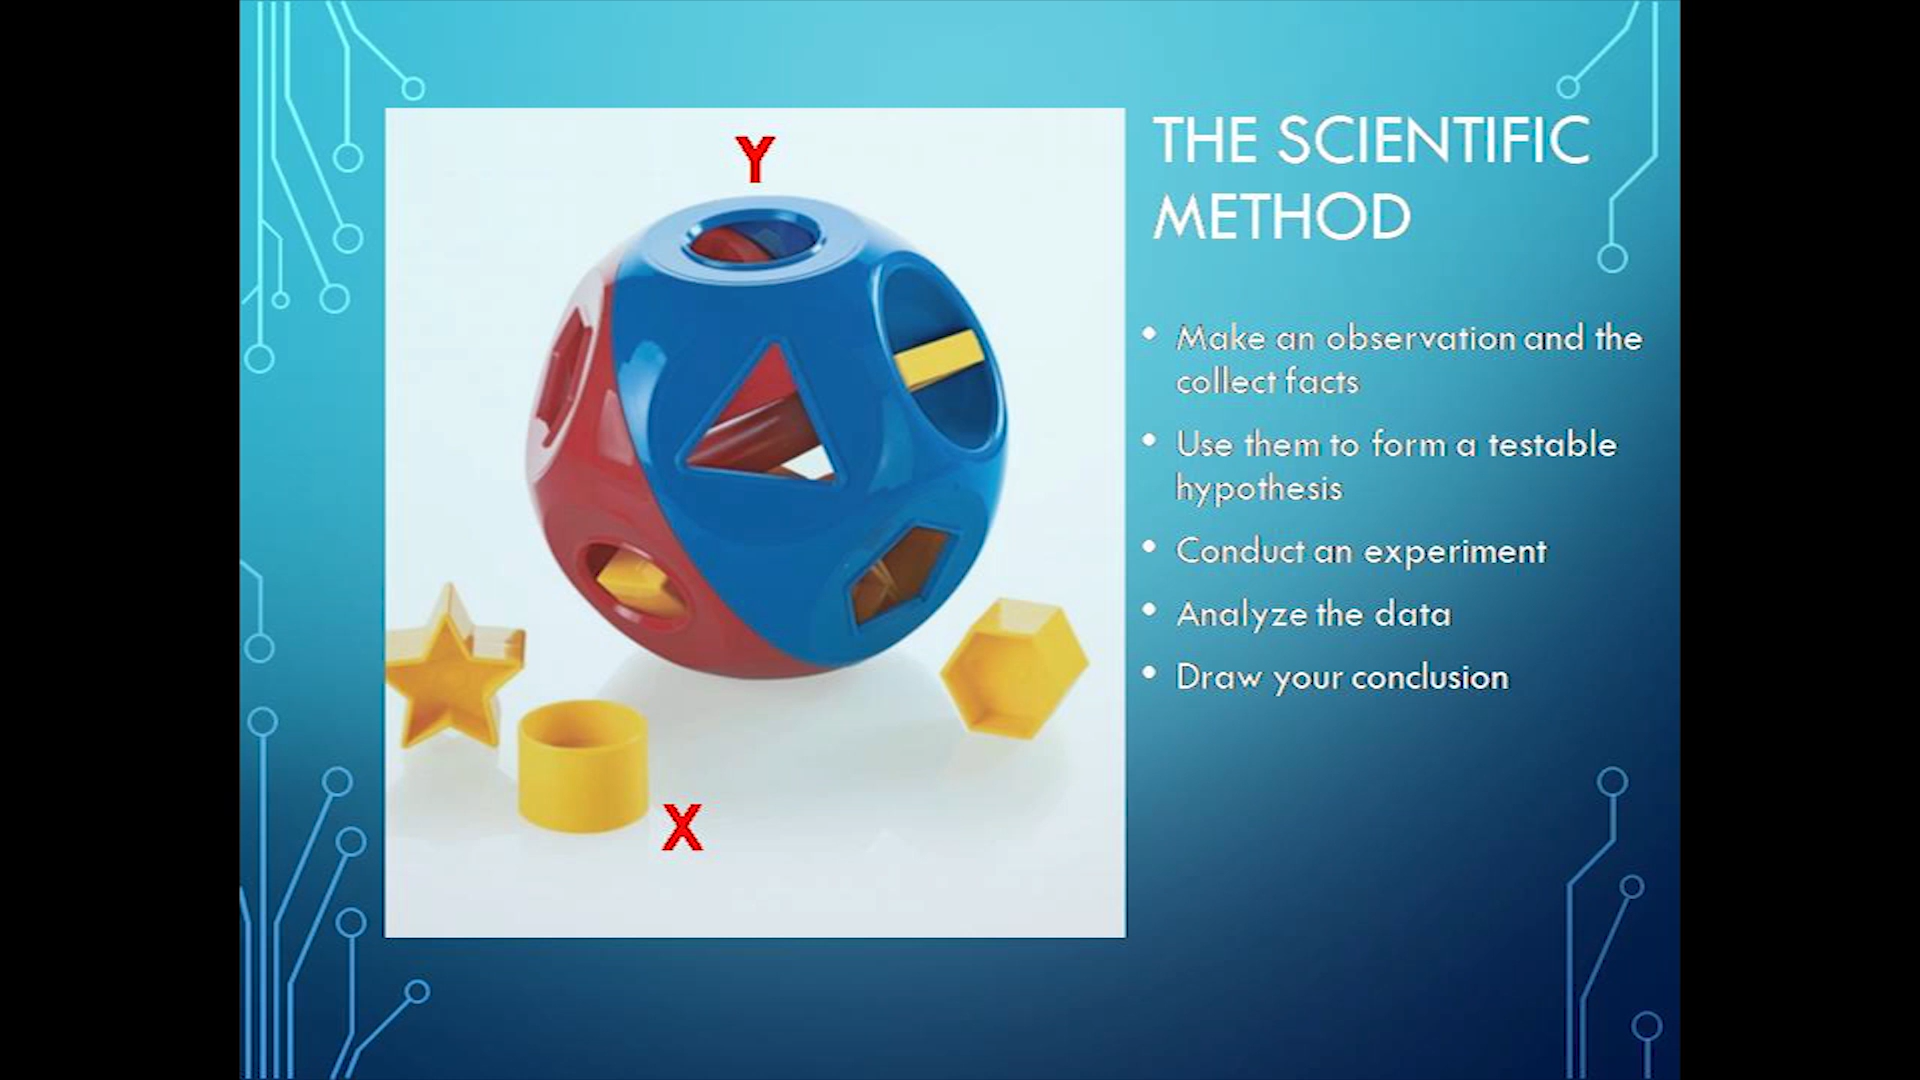 Y
X
THE SCIENTIFIC
METHOD
• Make an observation and the
collect facts
• Use them to form a testable
hypothesis
• Conduct an experiment
• Analyze the data
• Draw your conclusion